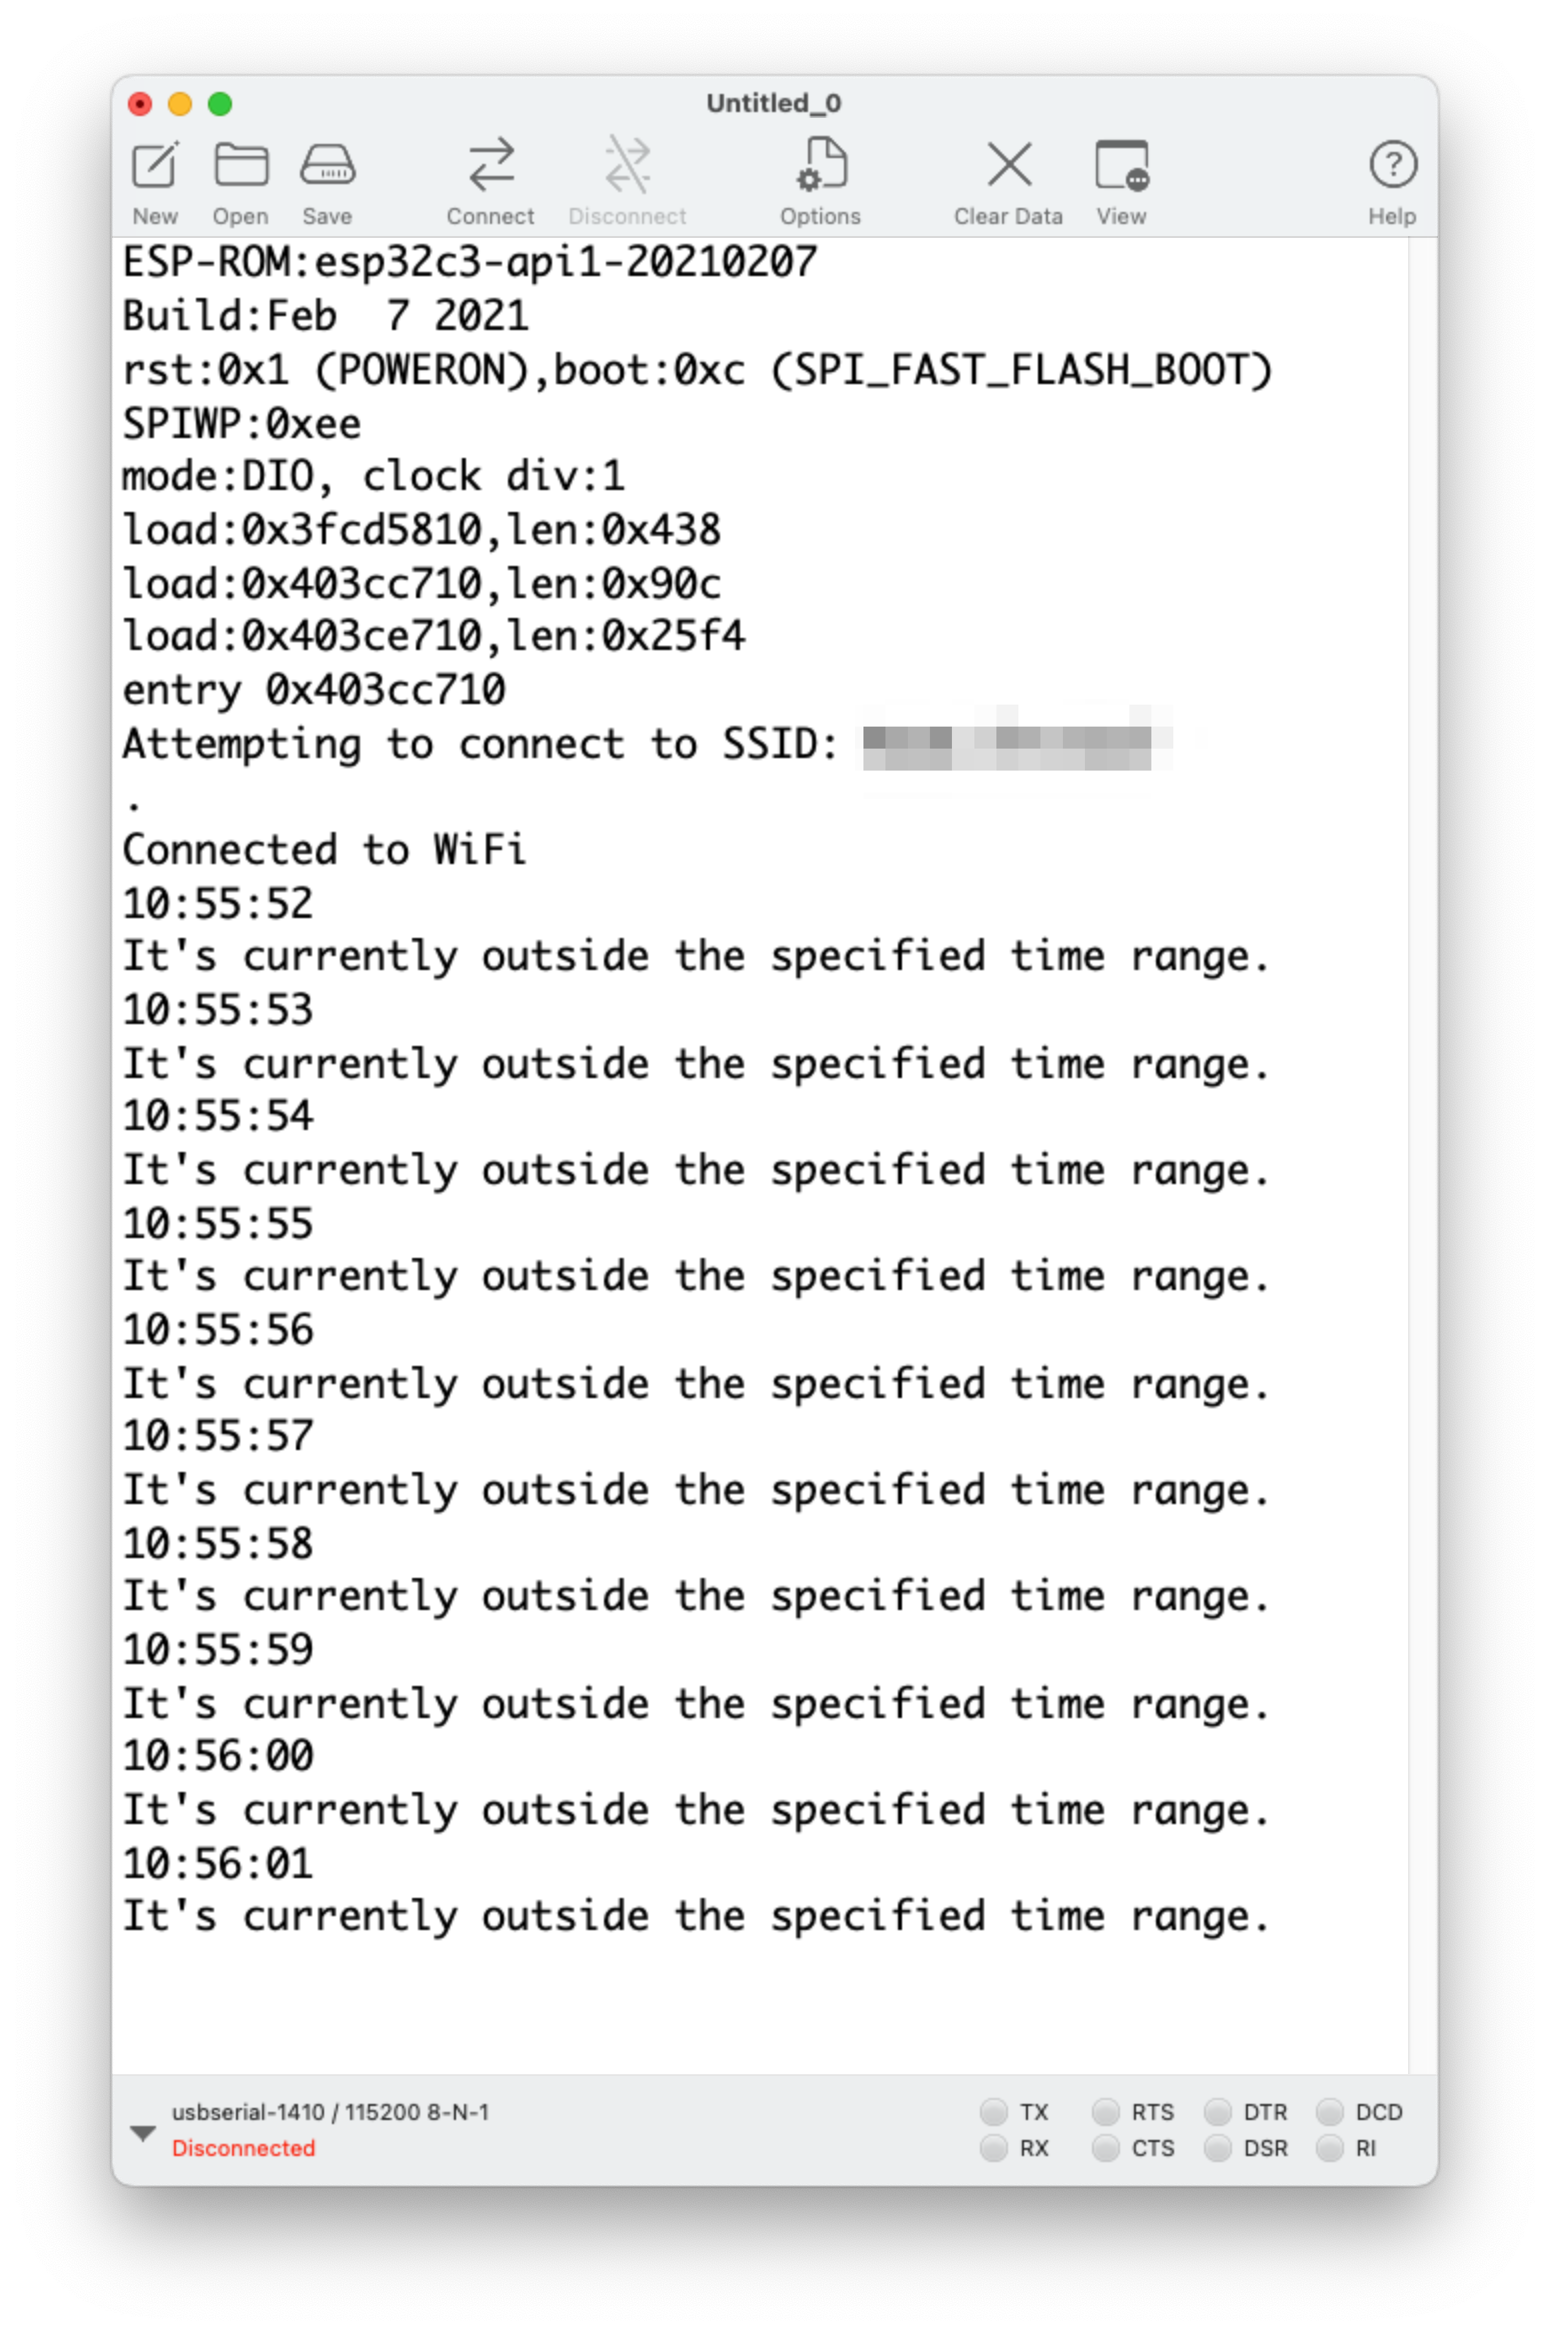 Untitled_0
New Open Save Connect Disconnect Options Clear Data View Help
ESP-ROM:esp32c3-api1-20210207
Build:Feb  7 2021
rst:0x1 (POWERON),boot:0xc (SPI_FAST_FLASH_BOOT)
SPIWP:0xee
mode:DIO, clock div:1
load:0x3fcd5810,len:0x438
load:0x403cc710,len:0x90c
load:0x403ce710,len:0x25f4
entry 0x403cc710
Attempting to connect to SSID:
.
Connected to WiFi
10:55:52
It's currently outside the specified time range.
10:55:53
It's currently outside the specified time range.
10:55:54
It's currently outside the specified time range.
10:55:55
It's currently outside the specified time range.
10:55:56
It's currently outside the specified time range.
10:55:57
It's currently outside the specified time range.
10:55:58
It's currently outside the specified time range.
10:55:59
It's currently outside the specified time range.
10:56:00
It's currently outside the specified time range.
10:56:01
It's currently outside the specified time range.
usbserial-1410 / 115200 8-N-1 TX RTS DTR DCD
Disconnected RX CTS DSR RI